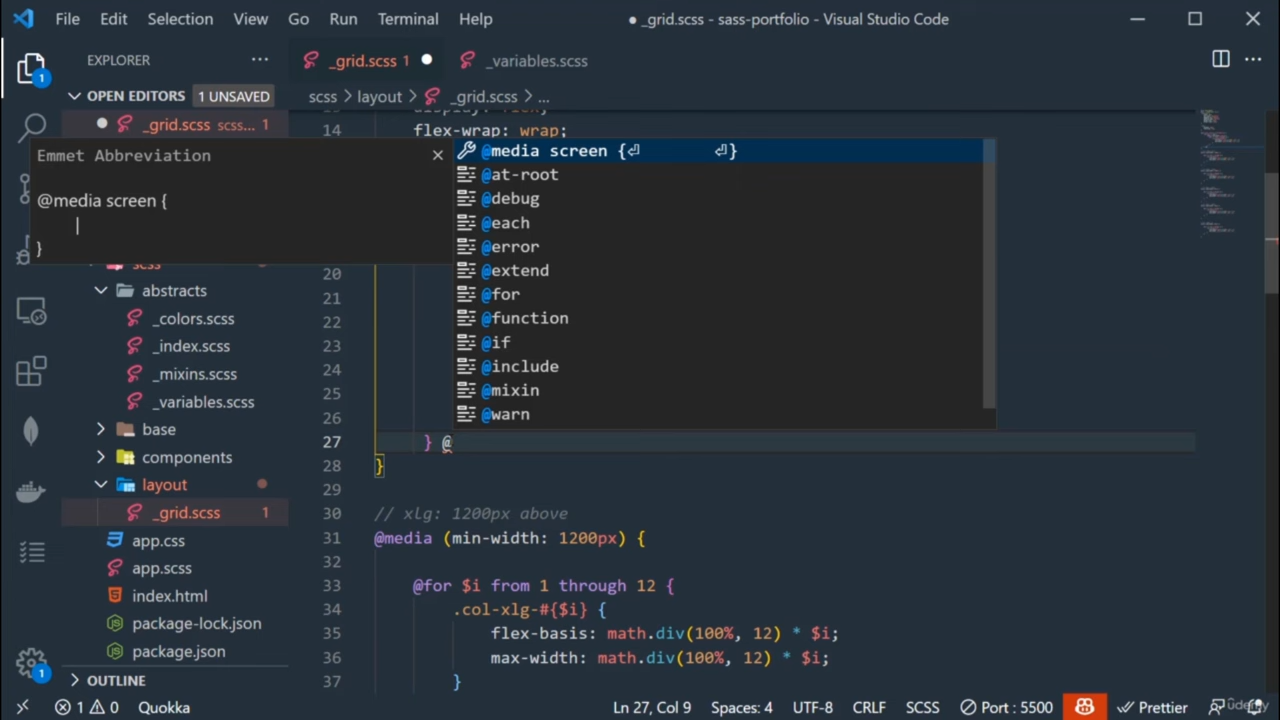 File Edit Selection View Go Run Terminal Help ● _grid.scss - sass-portfolio - Visual Studio Code
EXPLORER ··· _grid.scss 1 _variables.scss ···
OPEN EDITORS 1 UNSAVED scss > layout > _grid.scss > ...
_grid.scss scss... 1
14 flex-wrap: wrap;
Emmet Abbreviation
@media screen {
}
@media screen {⏎ ⏎}
@at-root
@debug
@each
@error
@extend
@for
@function
@if
@include
@mixin
@warn
scss
abstracts
_colors.scss
_index.scss
_mixins.scss
_variables.scss
base
components
layout
_grid.scss 1
app.css
app.scss
index.html
package-lock.json
package.json
OUTLINE
20
21
22
23
24
25
26
27 } @
28 }
29
30 // xlg: 1200px above
31 @media (min-width: 1200px) {
32
33 @for $i from 1 through 12 {
34 .col-xlg-#{$i} {
35 flex-basis: math.div(100%, 12) * $i;
36 max-width: math.div(100%, 12) * $i;
37 }
1
1
1 0 Quokka Ln 27, Col 9 Spaces: 4 UTF-8 CRLF SCSS Port : 5500 Prettier
udemy